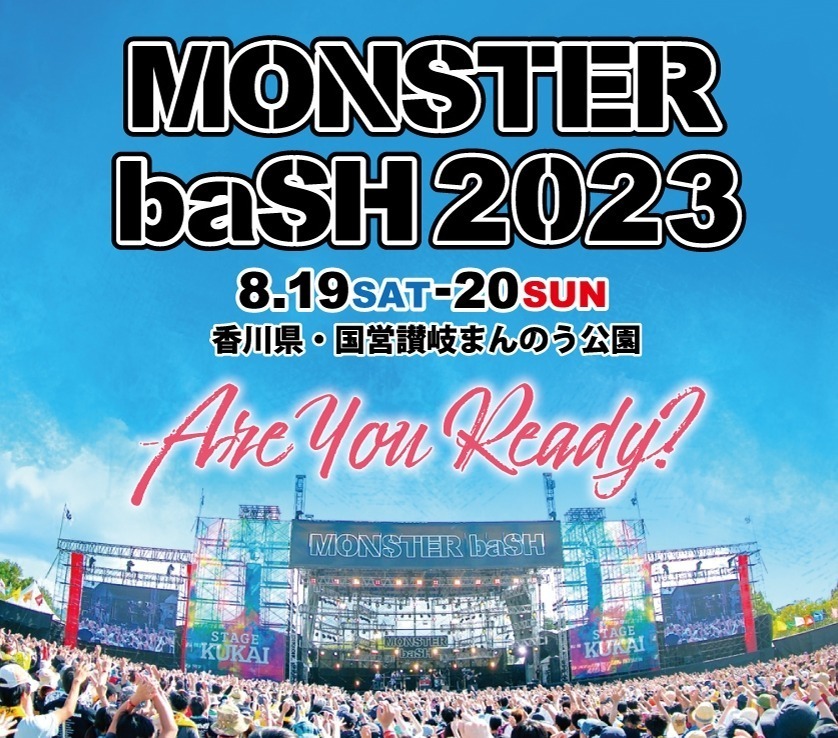 MONSTER
baSH 2023
8.19SAT-20SUN
香川県・国営讃岐まんのう公園
Are You Ready?
MONSTER baSH
STAGE
KUKAI
MONSTER
baSH
STAGE
KUKAI